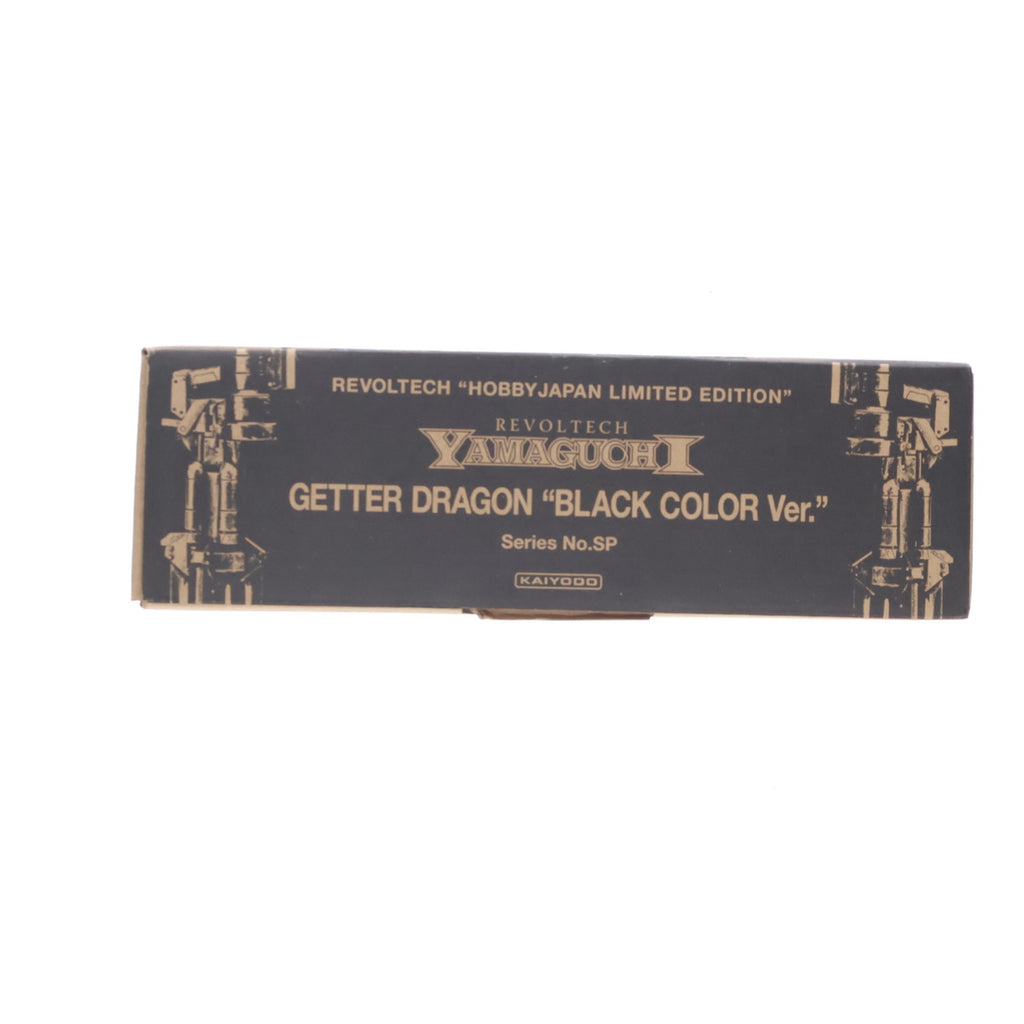 REVOLTECH “HOBBYJAPAN LIMITED EDITION”
REVOLTECH
YAMAGUCHI
GETTER DRAGON “BLACK COLOR Ver.”
Series No.SP
KAIYODO